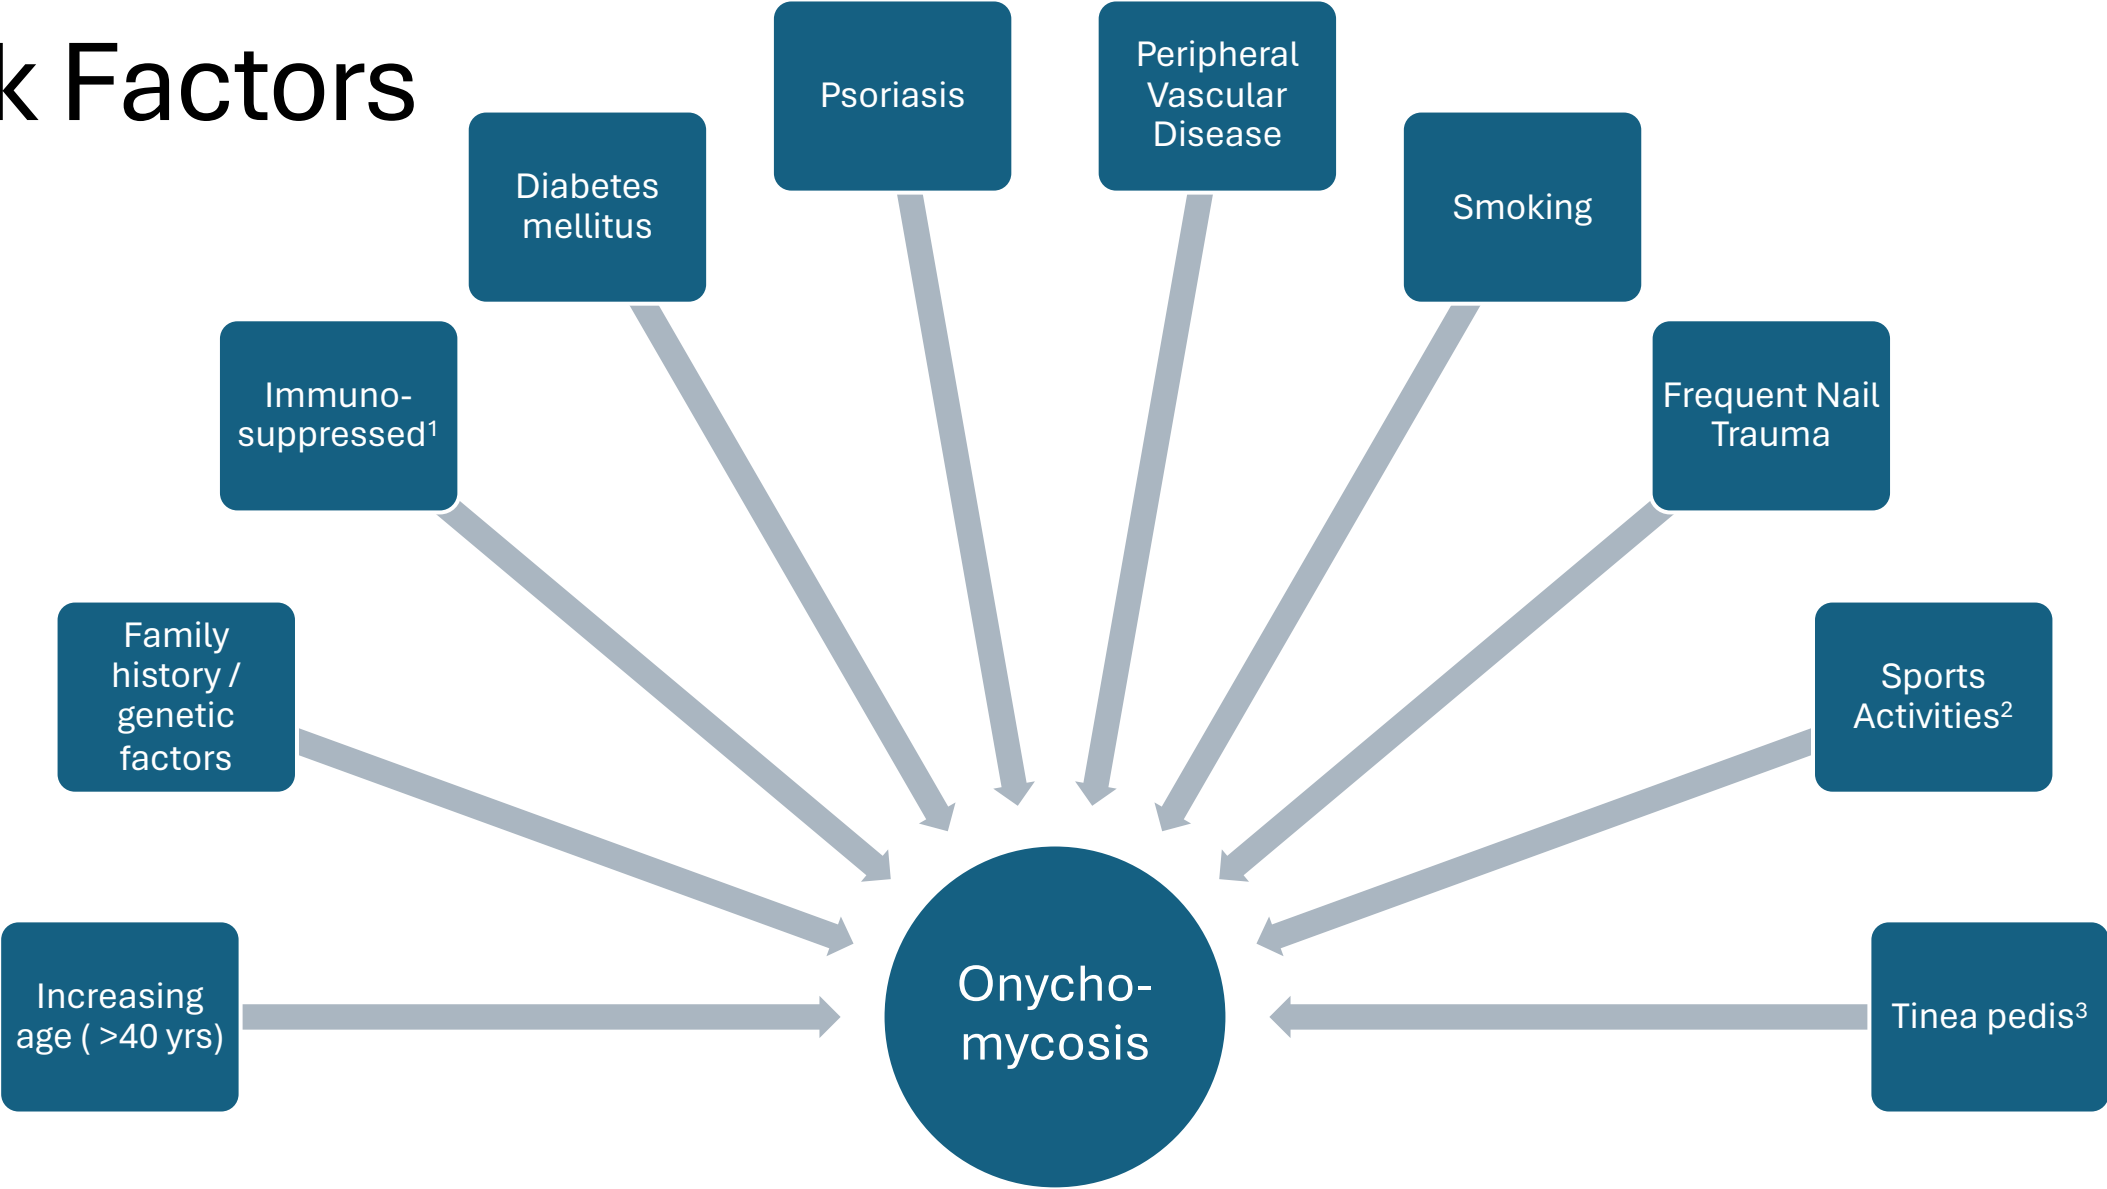 k Factors
Psoriasis
Peripheral
Vascular
Disease
Diabetes
mellitus
Smoking
Immuno-
suppressed¹
Frequent Nail
Trauma
Family
history /
genetic
factors
Sports
Activities²
Increasing
age ( >40 yrs)
Onycho-
mycosis
Tinea pedis³